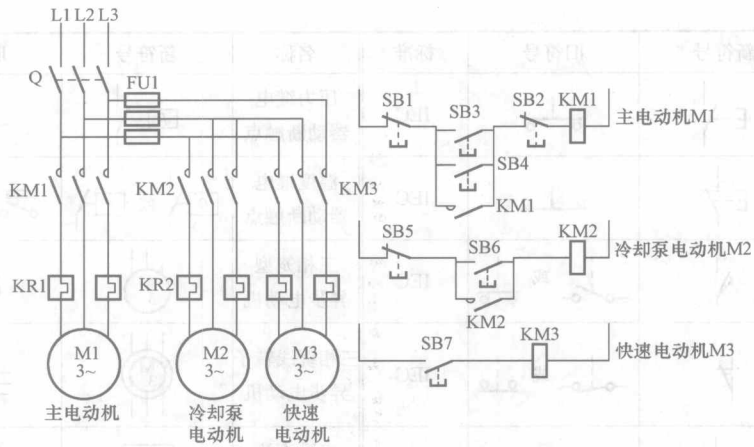 L1 L2 L3
Q
FU1
KM1
KM2
KM3
KR1
KR2
M1
3~
M2
3~
M3
3~
主电动机
冷却泵
电动机
快速
电动机
SB1
SB3
SB2
KM1
主电动机M1
SB4
KM1
SB5
SB6
KM2
冷却泵电动机M2
KM2
SB7
KM3
快速电动机M3